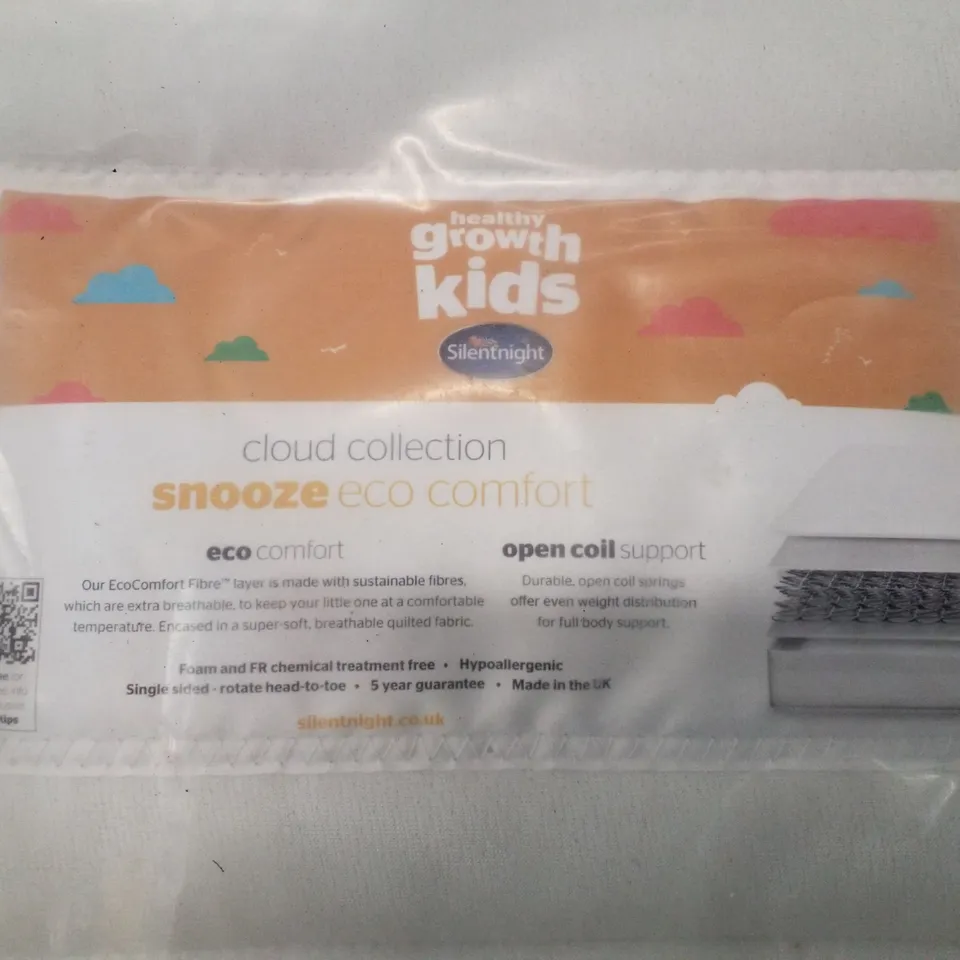 healthy
growth
kids
Silentnight
cloud collection
snooze eco comfort
eco comfort
Our EcoComfort Fibre™ layer is made with sustainable fibres,
which are extra breathable, to keep your little one at a comfortable
temperature. Encased in a super-soft, breathable quilted fabric.
open coil support
Durable, open coil springs
offer even weight distribution
for full body support.
Foam and FR chemical treatment free • Hypoallergenic
Single sided - rotate head-to-toe • 5 year guarantee • Made in the UK
silentnight.co.uk
tips